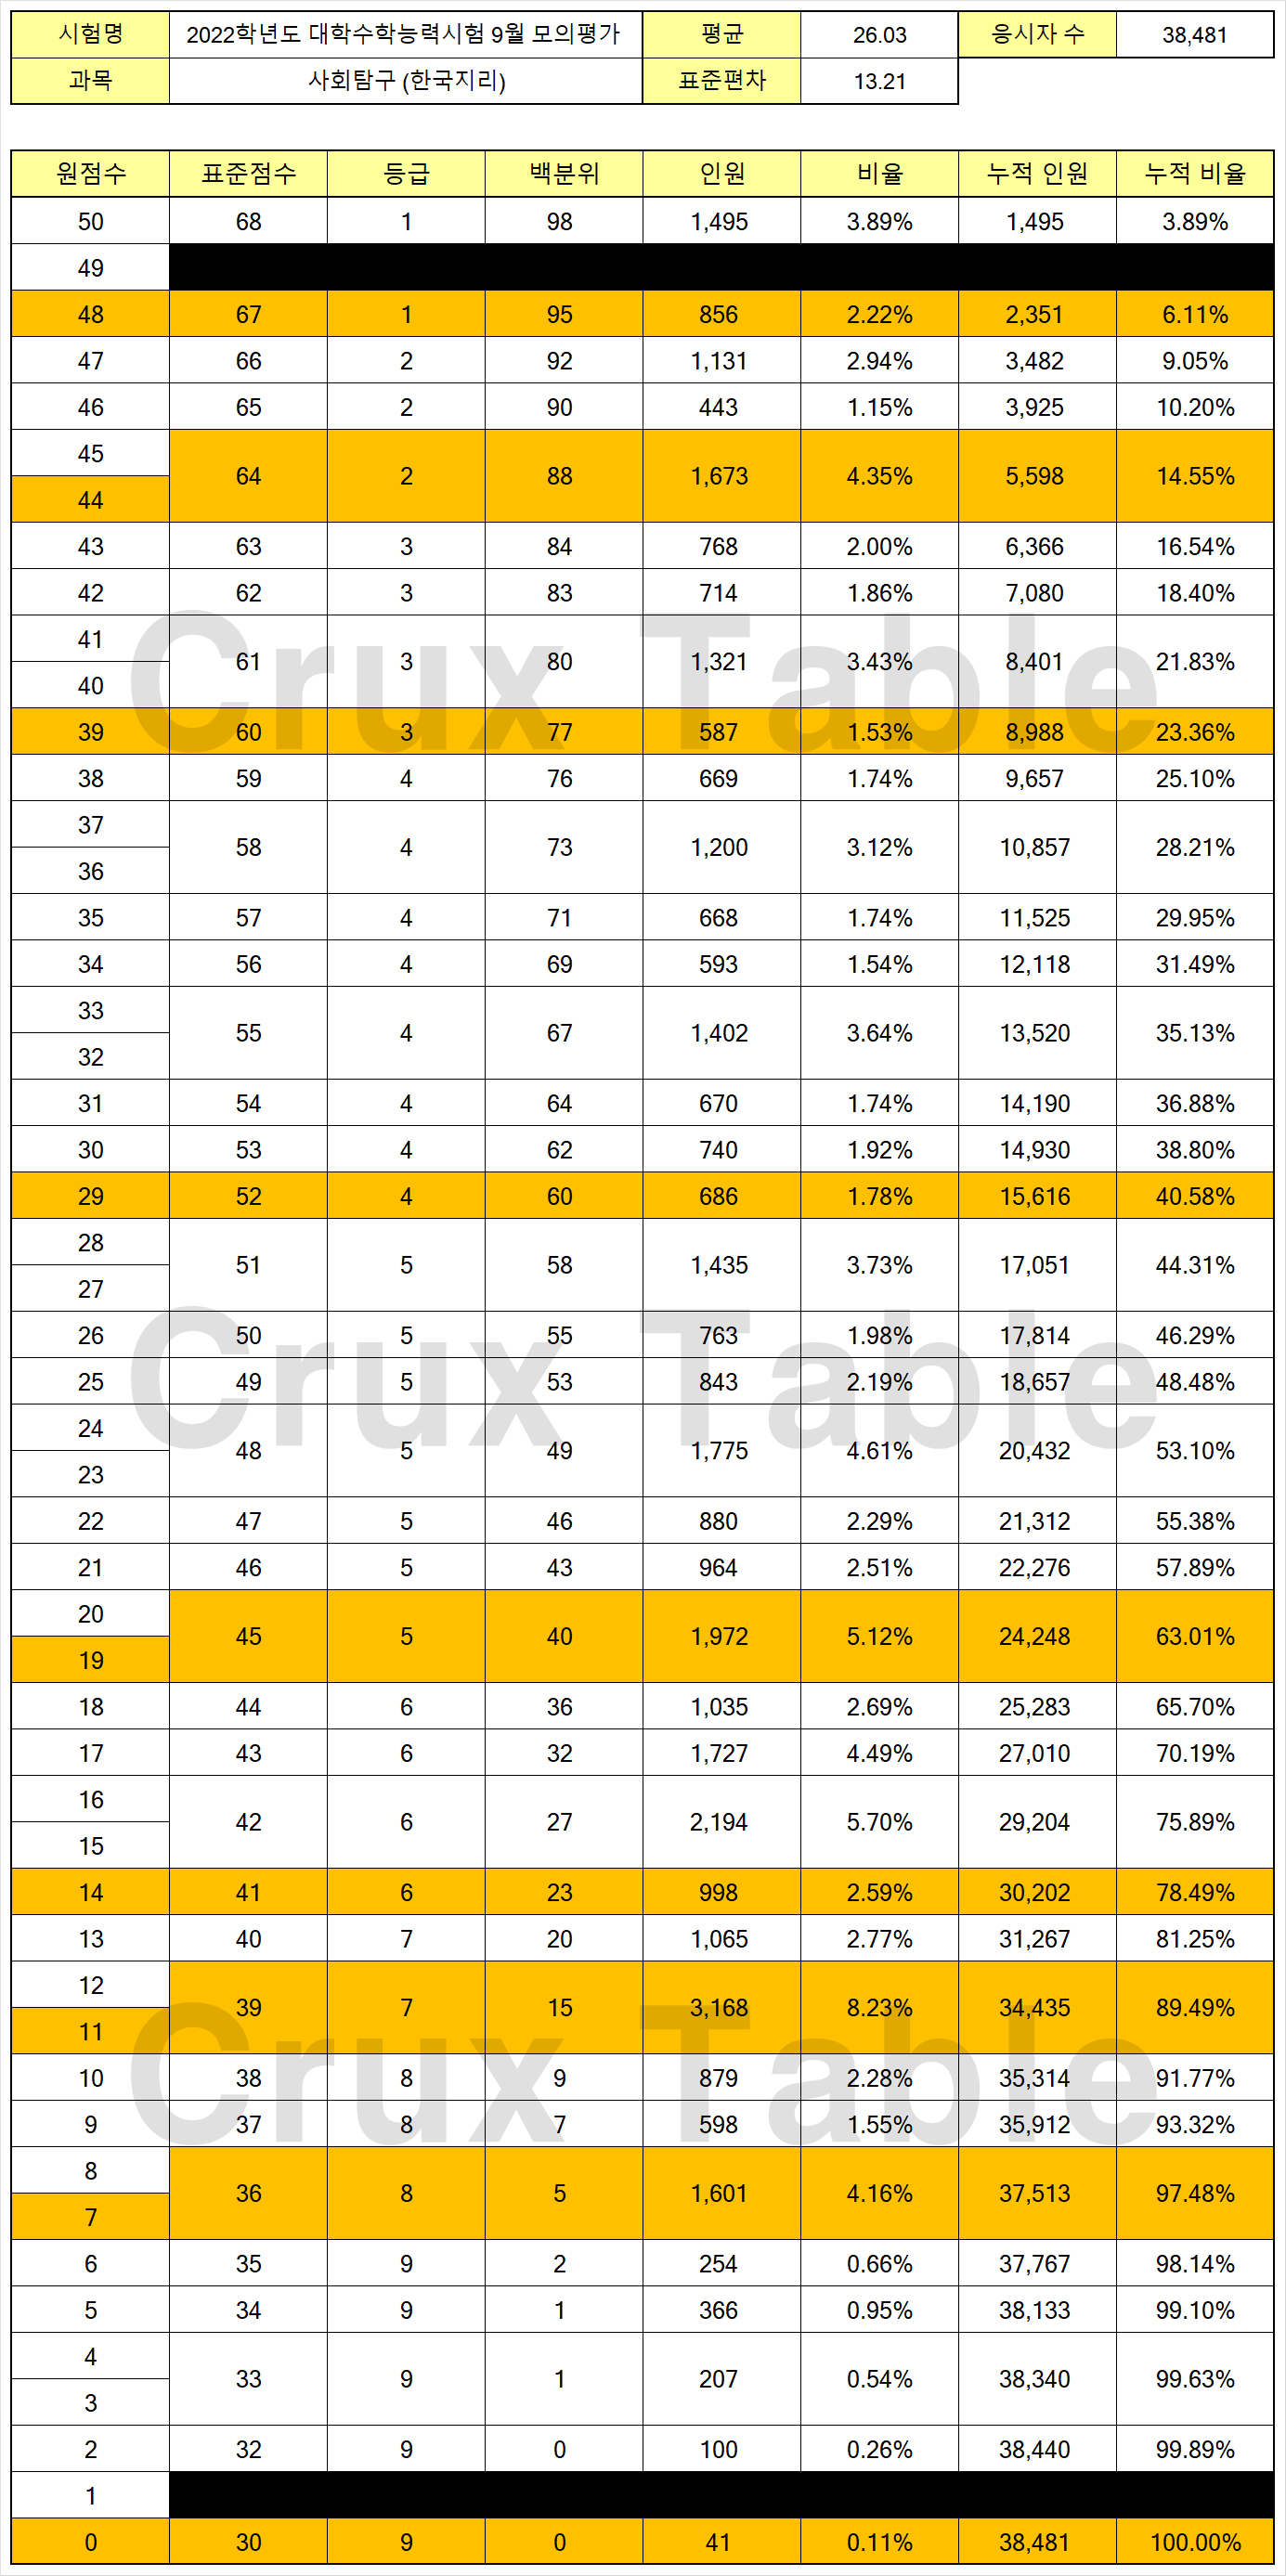 시험명 2022학년도 대학수학능력시험 9월 모의평가 평균 26.03 응시자 수 38,481
과목 사회탐구 (한국지리) 표준편차 13.21
원점수 표준점수 등급 백분위 인원 비율 누적 인원 누적 비율
50 68 1 98 1,495 3.89% 1,495 3.89%
49
48 67 1 95 856 2.22% 2,351 6.11%
47 66 2 92 1,131 2.94% 3,482 9.05%
46 65 2 90 443 1.15% 3,925 10.20%
45
64 2 88 1,673 4.35% 5,598 14.55%
44
43 63 3 84 768 2.00% 6,366 16.54%
42 62 3 83 714 1.86% 7,080 18.40%
41
61 3 80 1,321 3.43% 8,401 21.83%
40
Crux Table
39 60 3 77 587 1.53% 8,988 23.36%
38 59 4 76 669 1.74% 9,657 25.10%
37
58 4 73 1,200 3.12% 10,857 28.21%
36
35 57 4 71 668 1.74% 11,525 29.95%
34 56 4 69 593 1.54% 12,118 31.49%
33
55 4 67 1,402 3.64% 13,520 35.13%
32
31 54 4 64 670 1.74% 14,190 36.88%
30 53 4 62 740 1.92% 14,930 38.80%
29 52 4 60 686 1.78% 15,616 40.58%
28
51 5 58 1,435 3.73% 17,051 44.31%
27
26 50 5 55 763 1.98% 17,814 46.29%
Crux Table
25 49 5 53 843 2.19% 18,657 48.48%
24
48 5 49 1,775 4.61% 20,432 53.10%
23
22 47 5 46 880 2.29% 21,312 55.38%
21 46 5 43 964 2.51% 22,276 57.89%
20
45 5 40 1,972 5.12% 24,248 63.01%
19
18 44 6 36 1,035 2.69% 25,283 65.70%
17 43 6 32 1,727 4.49% 27,010 70.19%
16
42 6 27 2,194 5.70% 29,204 75.89%
15
14 41 6 23 998 2.59% 30,202 78.49%
13 40 7 20 1,065 2.77% 31,267 81.25%
12
39 7 15 3,168 8.23% 34,435 89.49%
11
Crux Table
10 38 8 9 879 2.28% 35,314 91.77%
9 37 8 7 598 1.55% 35,912 93.32%
8
36 8 5 1,601 4.16% 37,513 97.48%
7
6 35 9 2 254 0.66% 37,767 98.14%
5 34 9 1 366 0.95% 38,133 99.10%
4
33 9 1 207 0.54% 38,340 99.63%
3
2 32 9 0 100 0.26% 38,440 99.89%
1
0 30 9 0 41 0.11% 38,481 100.00%